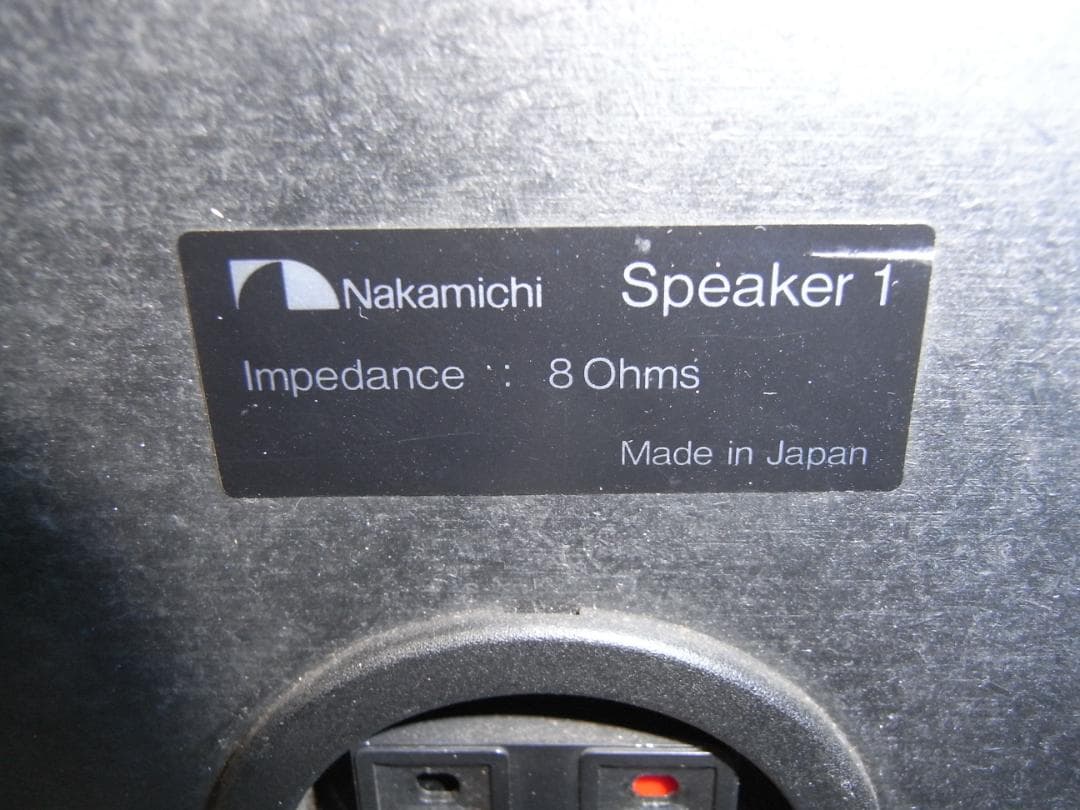 Nakamichi Speaker 1
Impedance : 8 Ohms
Made in Japan